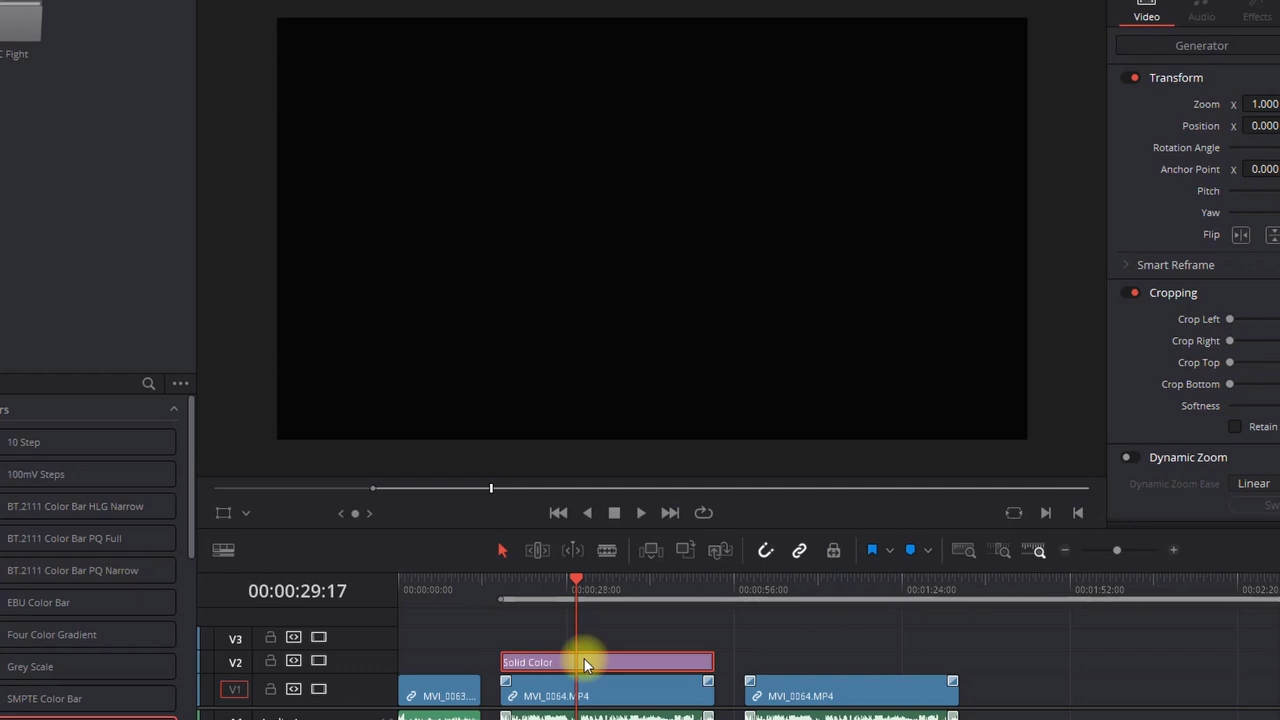 C Fight
Video Audio Effects
Generator
Transform
Zoom X 1.000
Position X 0.000
Rotation Angle
Anchor Point X 0.000
Pitch
Yaw
Flip
Smart Reframe
Cropping
Crop Left
Crop Right
Crop Top
Crop Bottom
Softness
Retain
Dynamic Zoom
Dynamic Zoom Ease Linear
Sw
rs
10 Step
100mV Steps
BT.2111 Color Bar HLG Narrow
BT.2111 Color Bar PQ Full
BT.2111 Color Bar PQ Narrow
EBU Color Bar
Four Color Gradient
Grey Scale
SMPTE Color Bar
00:00:29:17
00:00:00:00 00:00:28:00 00:00:56:00 00:01:24:00 00:01:52:00 00:02:20
V3
V2 Solid Color
V1 MVI_0063.... MVI_0064.MP4 MVI_0064.MP4